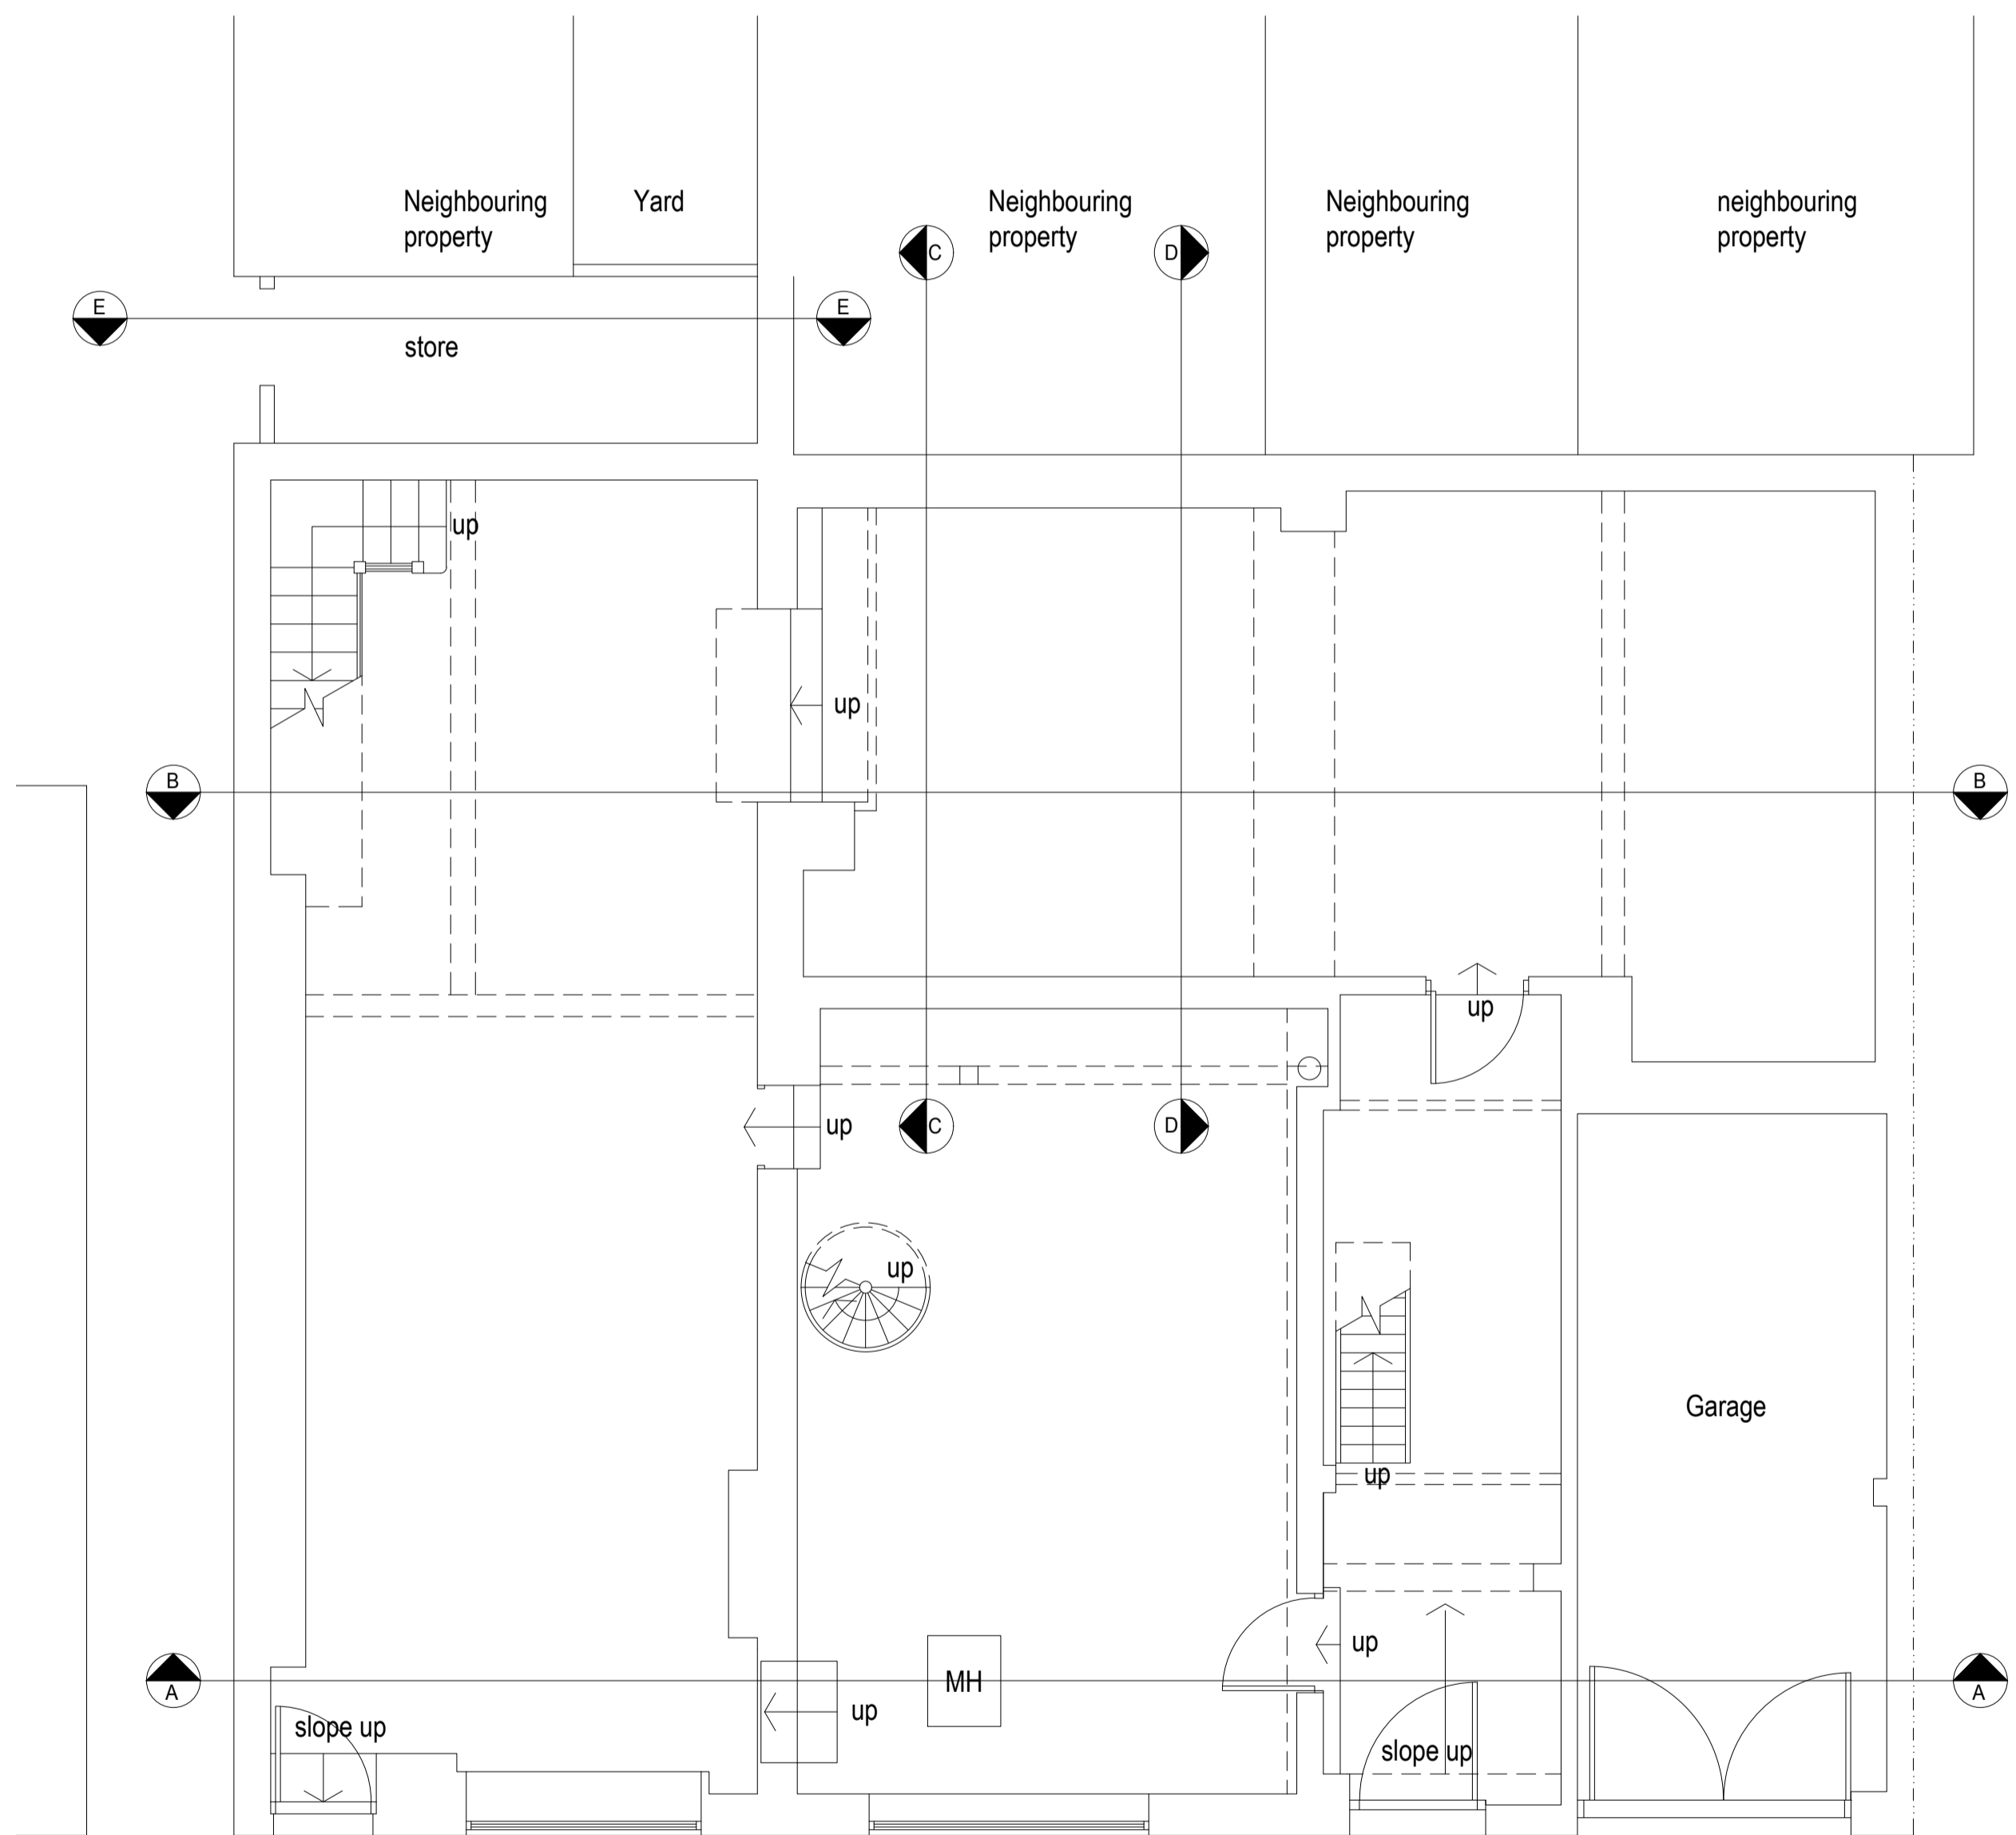 Neighbouring
property
Yard
Neighbouring
property
Neighbouring
property
neighbouring
property
C
D
E
E
store
up
up
B
B
up
up
C
D
up
Garage
up
up
MH
A
A
up
slope up
slope up